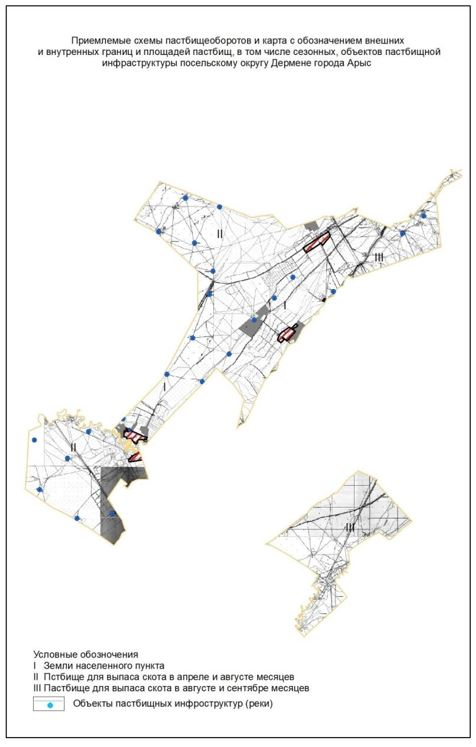 Приемлемые схемы пастбищеоборотов и карта с обозначением внешних
и внутренних границ и площадей пастбищ, в том числе сезонных, объектов пастбищной
инфраструктуры посельскому округу Дермене города Арыс
II
III
I
I
II
III
Условные обозначения
I Земли населенного пункта
II Пстбище для выпаса скота в апреле и августе месяцев
III Пастбище для выпаса скота в августе и сентябре месяцев
Объекты пастбищных инфроструктур (реки)